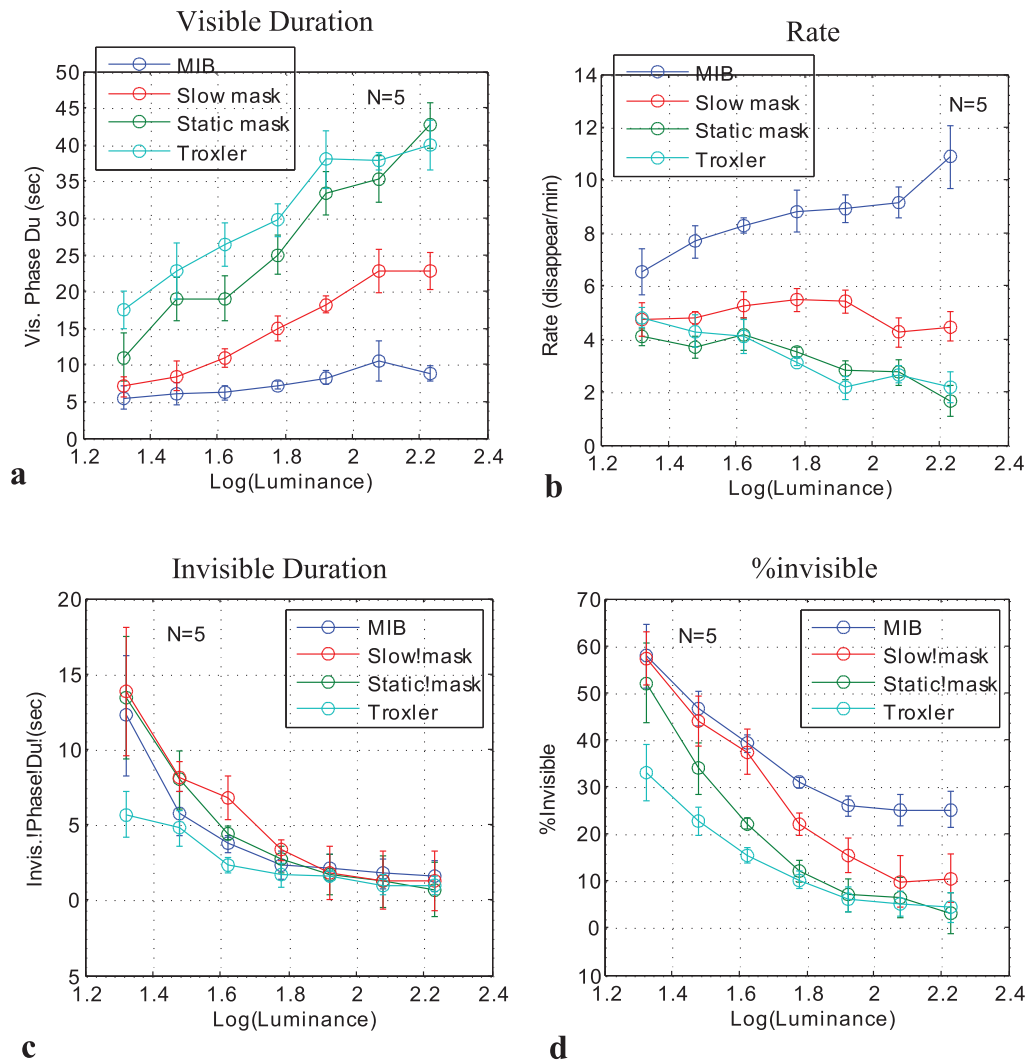 Visible Duration
MIB
Slow mask
Static mask
Troxler
N=5
50
45
40
35
30
25
20
15
10
5
0
Vis. Phase Du (sec)
1.2 1.4 1.6 1.8 2 2.2 2.4
Log(Luminance)
a
Rate
MIB
Slow mask
Static mask
Troxler
N=5
14
12
10
8
6
4
2
0
Rate (disappear/min)
1.2 1.4 1.6 1.8 2 2.2 2.4
Log(Luminance)
b
Invisible Duration
N=5
MIB
Slow!mask
Static!mask
Troxler
20
15
10
5
0
5
Invis.!Phase!Du!(sec)
1.2 1.4 1.6 1.8 2.0 2.2 2.4
Log(Luminance)
c
%invisible
N=5
MIB
Slow!mask
Static!mask
Troxler
70
60
50
40
30
20
10
0
10
%Invisible
1.2 1.4 1.6 1.8 2 2.2 2.4
Log(Luminance)
d